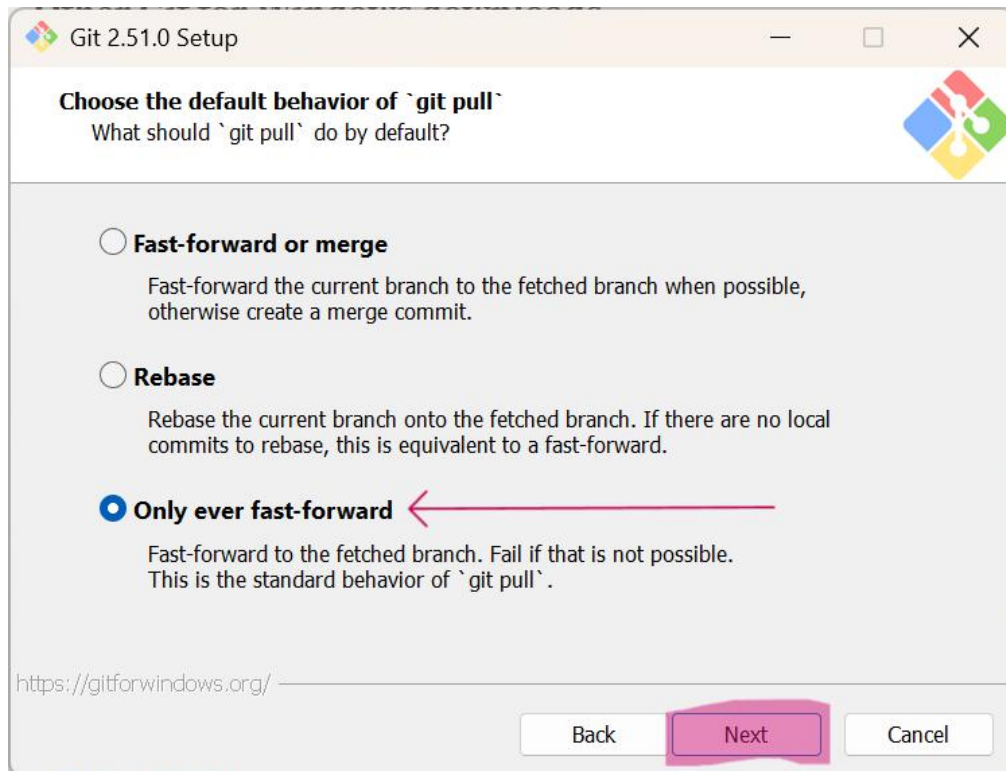 Git 2.51.0 Setup
Choose the default behavior of `git pull`
What should `git pull` do by default?
Fast-forward or merge
Fast-forward the current branch to the fetched branch when possible,
otherwise create a merge commit.
Rebase
Rebase the current branch onto the fetched branch. If there are no local
commits to rebase, this is equivalent to a fast-forward.
Only ever fast-forward
Fast-forward to the fetched branch. Fail if that is not possible.
This is the standard behavior of `git pull`.
https://gitforwindows.org/
Back Next Cancel